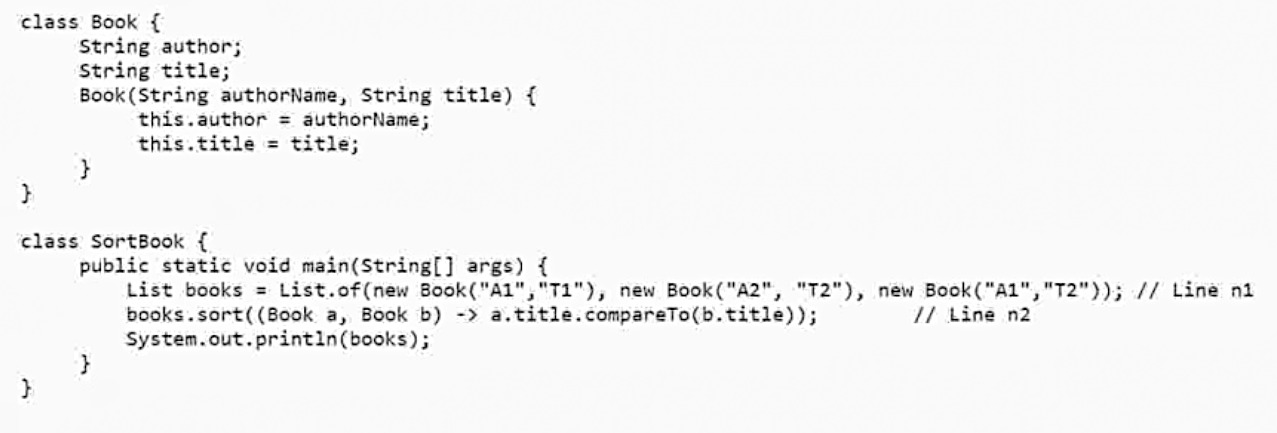 class Book {
     String author;
     String title;
     Book(String authorName, String title) {
          this.author = authorName;
          this.title = title;
     }
}

class SortBook {
     public static void main(String[] args) {
         List books = List.of(new Book("A1","T1"), new Book("A2", "T2"), new Book("A1","T2")); // Line n1
         books.sort((Book a, Book b) -> a.title.compareTo(b.title));        // Line n2
         System.out.println(books);
     }
}